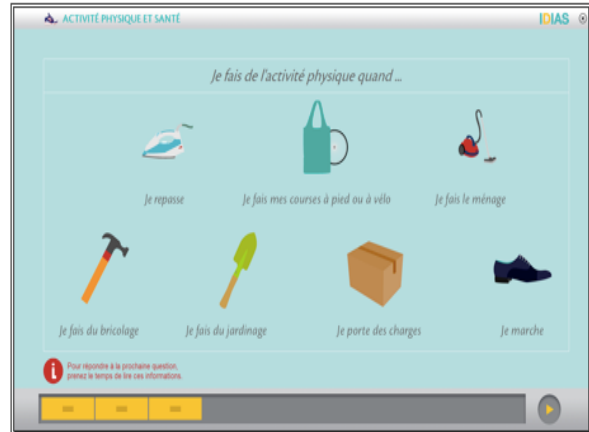 ACTIVITÉ PHYSIQUE ET SANTÉ
IDIAS
Je fais de l'activité physique quand ...
Je repasse
Je fais mes courses à pied ou à vélo
Je fais le ménage
Je fais du bricolage
Je fais du jardinage
Je porte des charges
Je marche
i
Pour répondre à la prochaine question,
prenez le temps de lire ces informations.